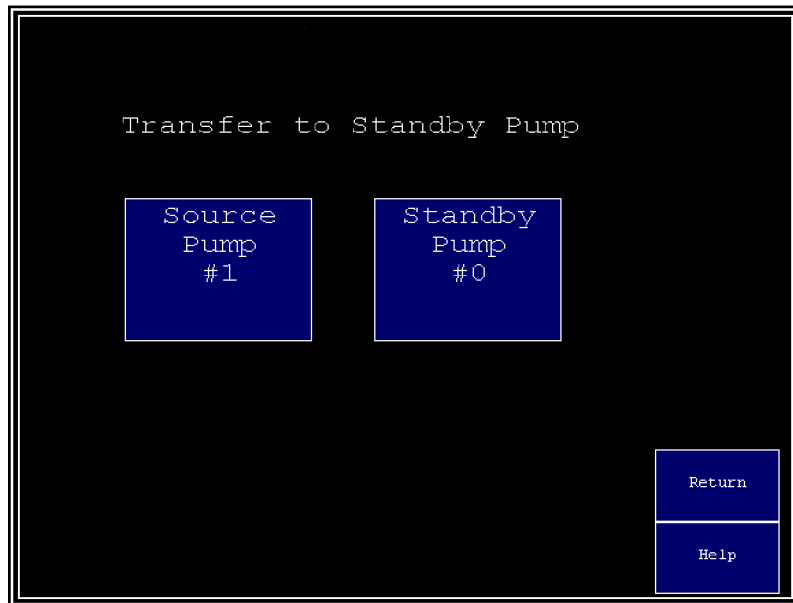 Transfer to Standby Pump
Source
Pump
#1
Standby
Pump
#0
Return
Help